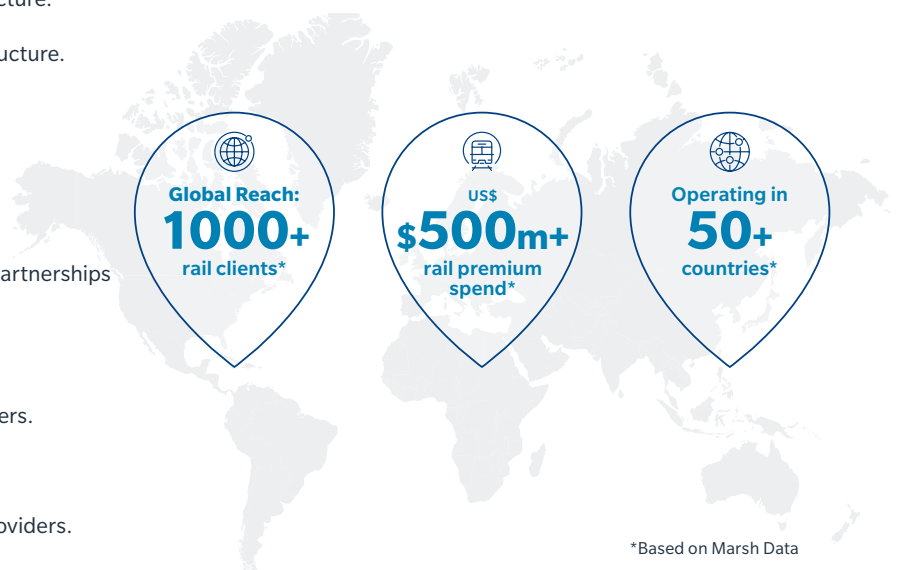 ucture.
artnerships
ers.
oviders.
Global Reach:
1000+
rail clients*
US$
$500m+
rail premium
spend*
Operating in
50+
countries*
*Based on Marsh Data